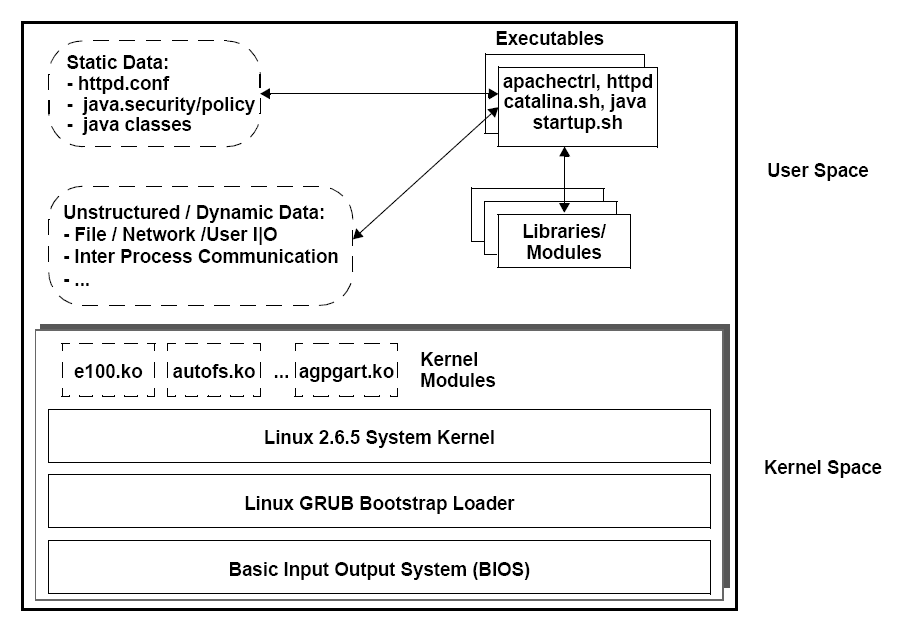 Executables
Static Data:
- httpd.conf
- java.security/policy
- java classes
apachectrl, httpd
catalina.sh, java
startup.sh
User Space
Unstructured / Dynamic Data:
- File / Network /User I|O
- Inter Process Communication
- ...
Libraries/
Modules
e100.ko
autofs.ko
...
agpgart.ko
Kernel
Modules
Linux 2.6.5 System Kernel
Kernel Space
Linux GRUB Bootstrap Loader
Basic Input Output System (BIOS)